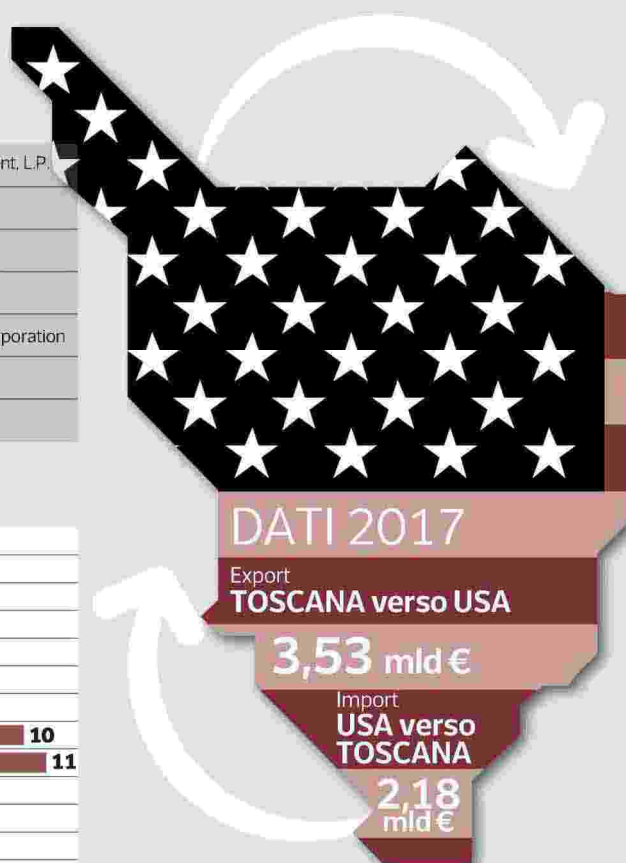 nt, L.P.
poration
DATI 2017
Export
TOSCANA verso USA
3,53 mld €
Import
USA verso
TOSCANA
2,18
mld €
10
11